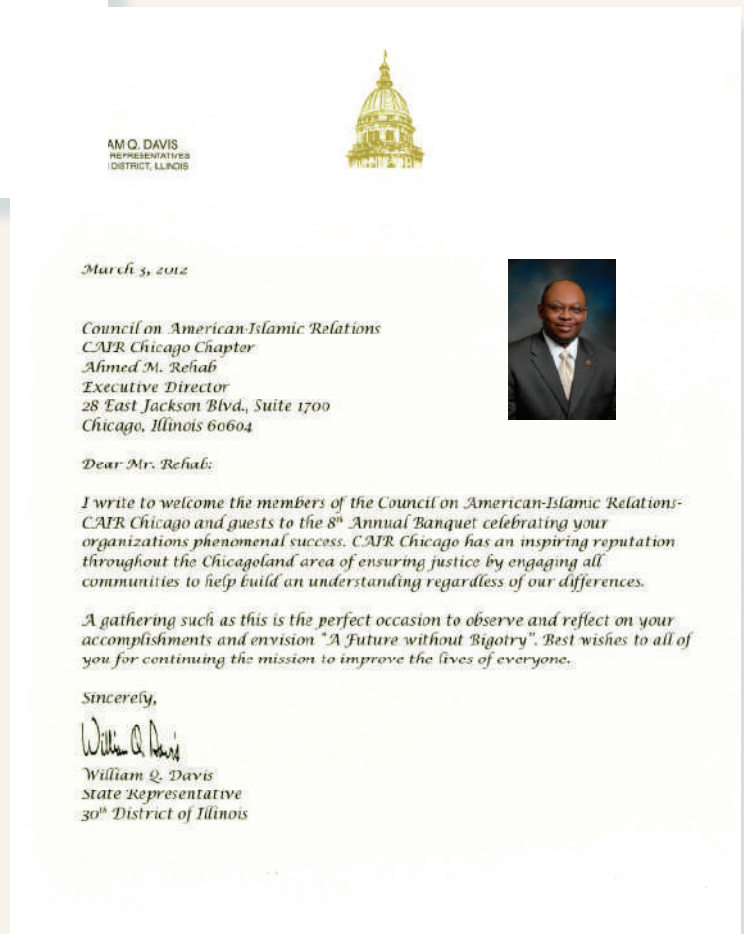 AM Q. DAVIS
REPRESENTATIVES
DISTRICT, ILLINOIS
March 5, 2012
Council on American-Islamic Relations
CAIR Chicago Chapter
Ahmed M. Rehab
Executive Director
28 East Jackson Blvd., Suite 1700
Chicago, Illinois 60604
Dear Mr. Rehab:
I write to welcome the members of the Council on American-Islamic Relations-
CAIR Chicago and guests to the 8th Annual Banquet celebrating your
organizations phenomenal success. CAIR Chicago has an inspiring reputation
throughout the Chicagoland area of ensuring justice by engaging all
communities to help build an understanding regardless of our differences.
A gathering such as this is the perfect occasion to observe and reflect on your
accomplishments and envision "A Future without Bigotry". Best wishes to all of
you for continuing the mission to improve the lives of everyone.
Sincerely,
William Q. Davis
William Q. Davis
State Representative
30th District of Illinois